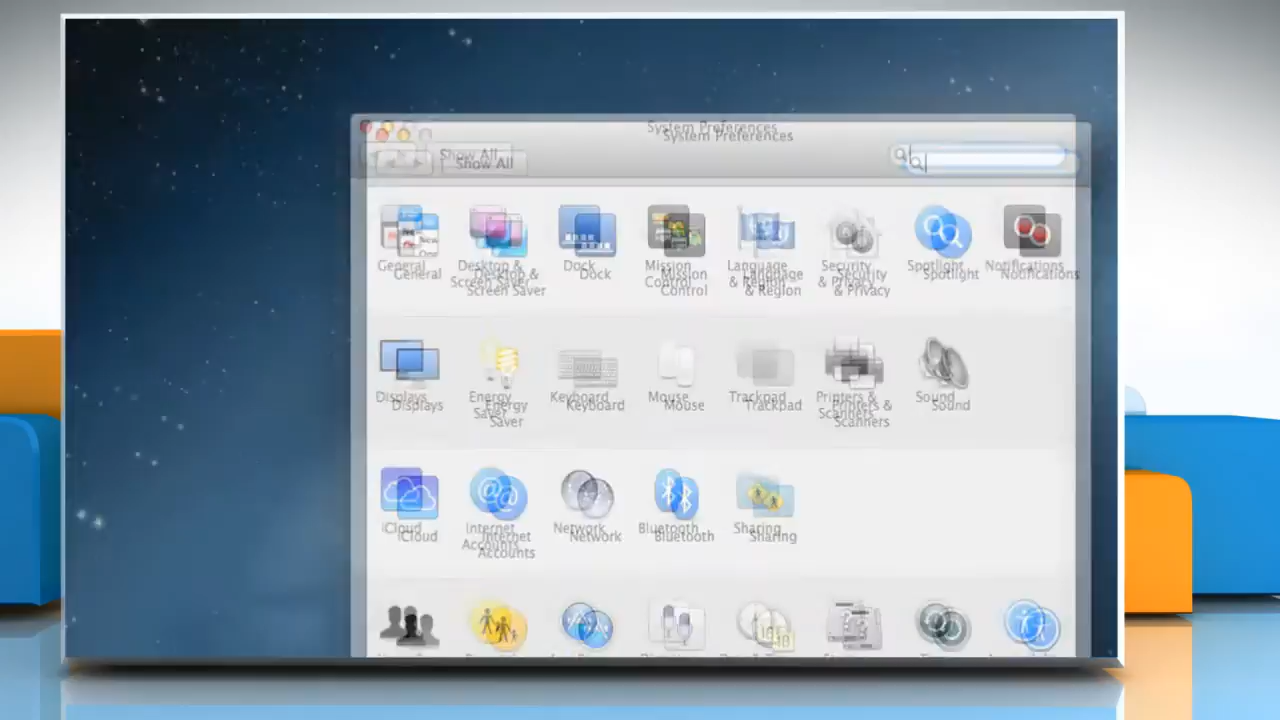 System Preferences
Show All
General
Desktop &
Screen Saver
Dock
Mission
Control
Language
& Region
Security
& Privacy
Spotlight
Notifications
Displays
Energy
Saver
Keyboard
Mouse
Trackpad
Printers &
Scanners
Sound
iCloud
Internet
Accounts
Network
Bluetooth
Sharing